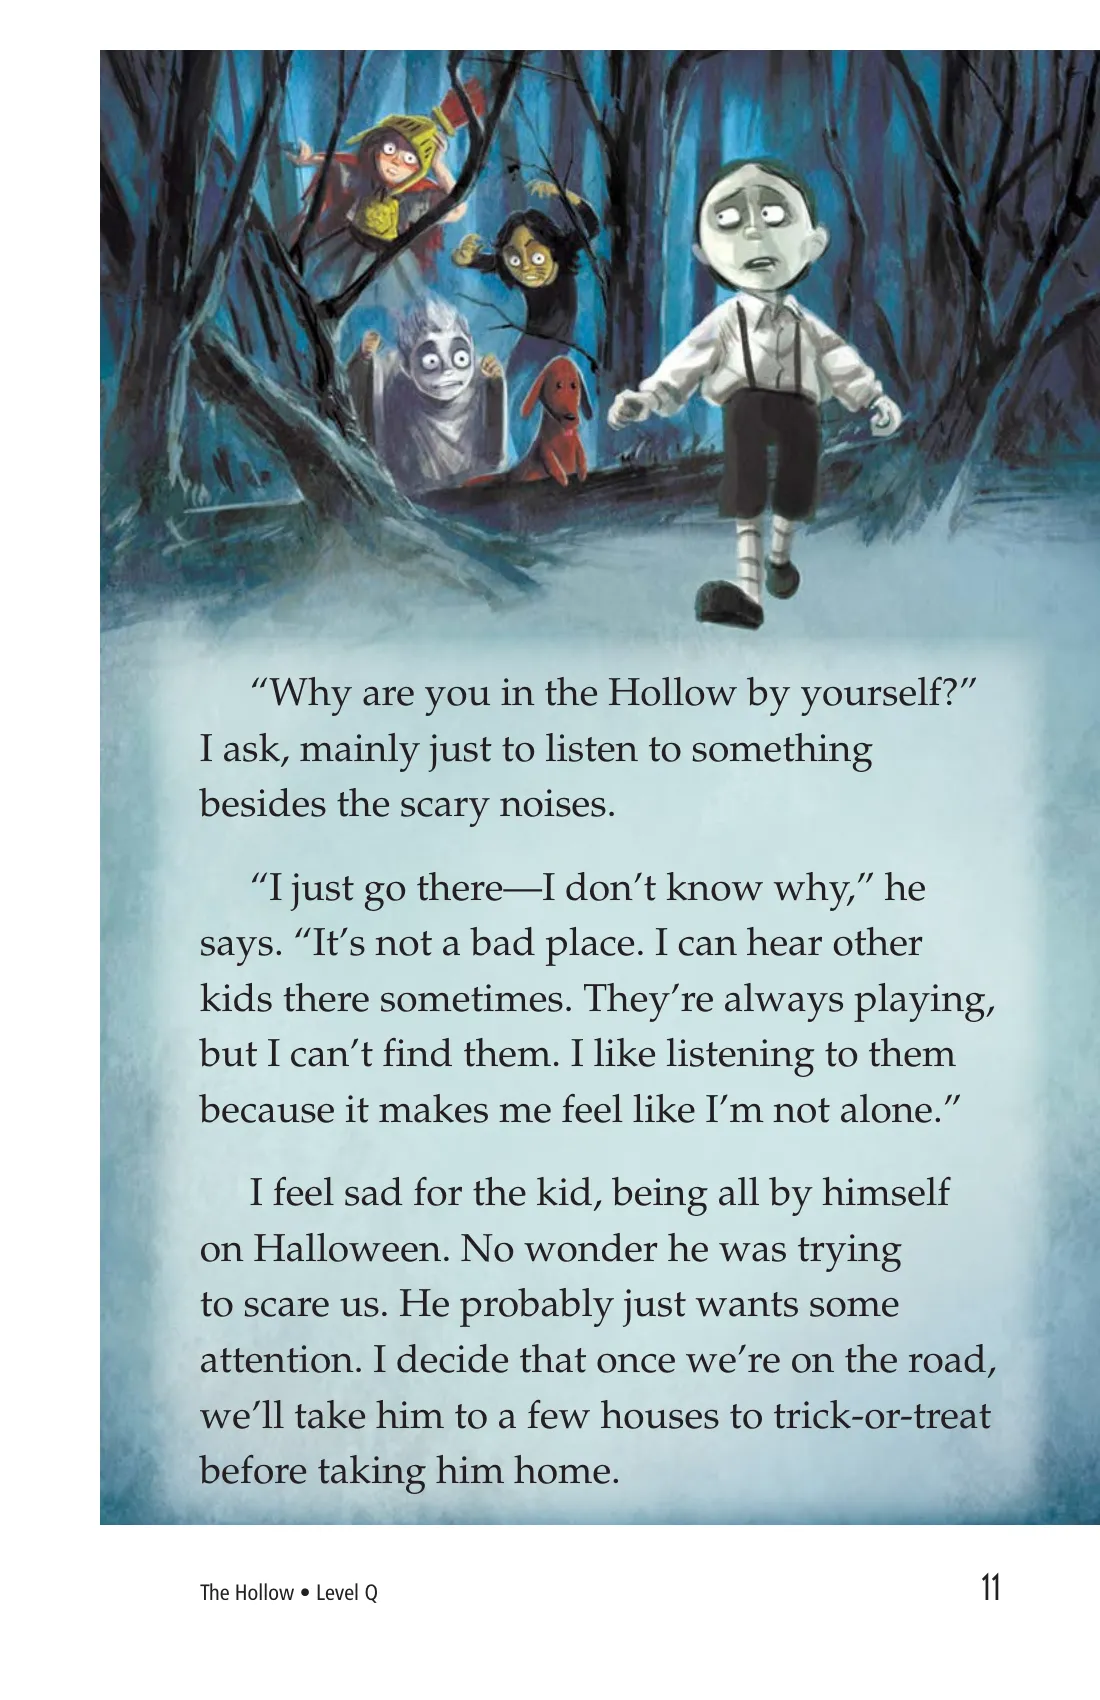 “Why are you in the Hollow by yourself?”
I ask, mainly just to listen to something
besides the scary noises.
“I just go there—I don’t know why,” he
says. “It’s not a bad place. I can hear other
kids there sometimes. They’re always playing,
but I can’t find them. I like listening to them
because it makes me feel like I’m not alone.”
I feel sad for the kid, being all by himself
on Halloween. No wonder he was trying
to scare us. He probably just wants some
attention. I decide that once we’re on the road,
we’ll take him to a few houses to trick-or-treat
before taking him home.
The Hollow • Level Q
11